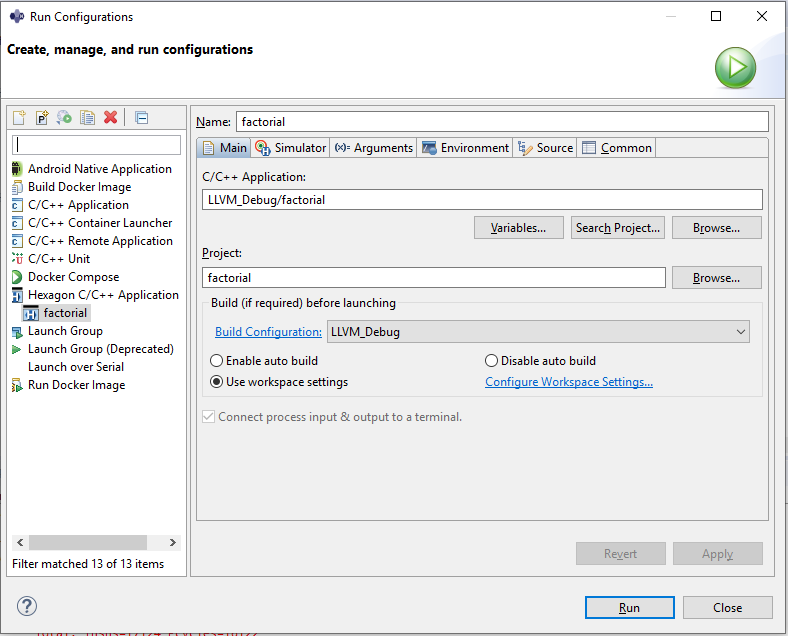 Run Configurations
Create, manage, and run configurations
Name: factorial
Main Simulator (x)= Arguments Environment Source Common
C/C++ Application:
LLVM_Debug/factorial
Variables... Search Project... Browse...
Project:
factorial Browse...
Build (if required) before launching
Build Configuration: LLVM_Debug
Enable auto build Disable auto build
Use workspace settings Configure Workspace Settings...
Connect process input & output to a terminal.
Android Native Application
Build Docker Image
C/C++ Application
C/C++ Container Launcher
C/C++ Remote Application
C/C++ Unit
Docker Compose
Hexagon C/C++ Application
factorial
Launch Group
Launch Group (Deprecated)
Launch over Serial
Run Docker Image
Filter matched 13 of 13 items
Revert Apply
Run Close